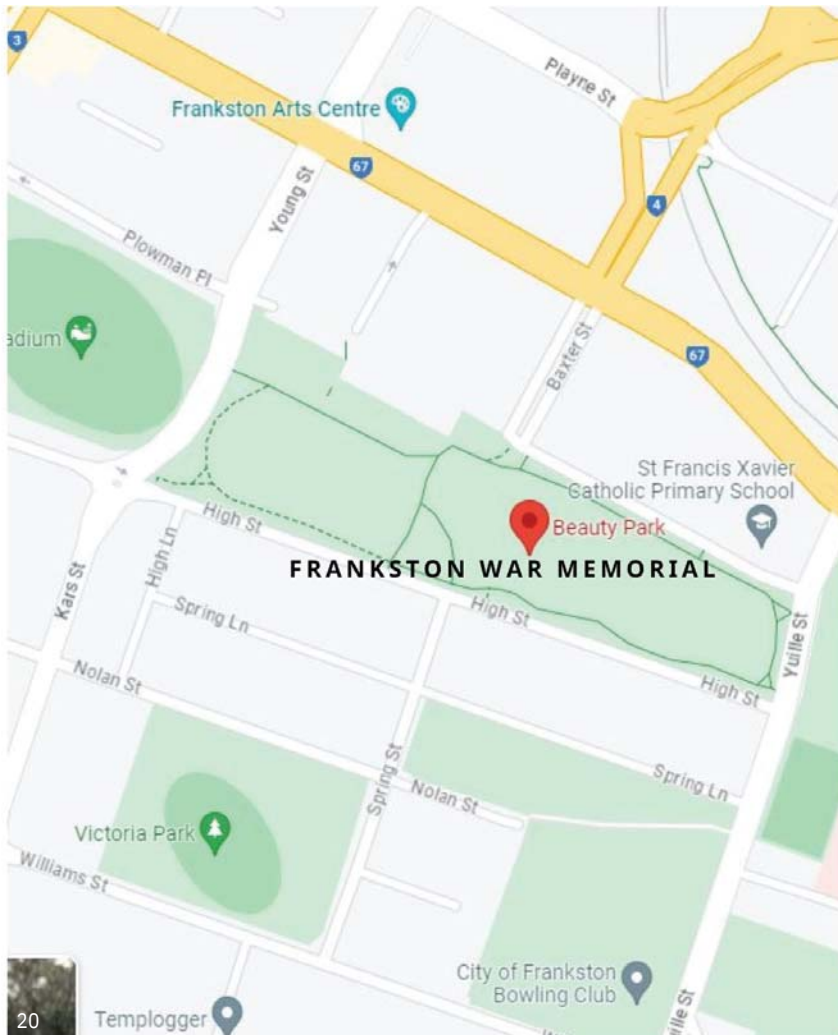 3
Playne St
Frankston Arts Centre
67
4
Young St
Plowman Pl
adium
Baxter St
67
St Francis Xavier
Catholic Primary School
Beauty Park
High St
FRANKSTON WAR MEMORIAL
High Ln
Kars St
Spring Ln
High St
Yuille St
Nolan St
High St
Spring St
Spring Ln
Nolan St
Victoria Park
Williams St
City of Frankston
Bowling Club
ville St
20
Templogger